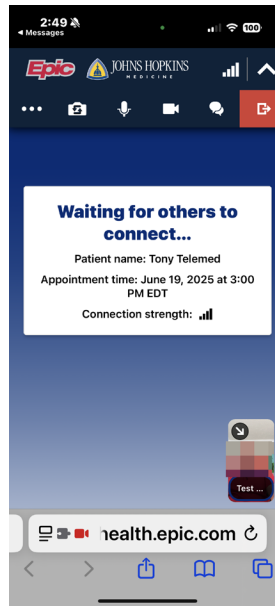 2:49
100
◀ Messages
Epic
JOHNS HOPKINS
MEDICINE
Waiting for others to
connect...
Patient name: Tony Telemed
Appointment time: June 19, 2025 at 3:00
PM EDT
Connection strength:
Test ...
health.epic.com